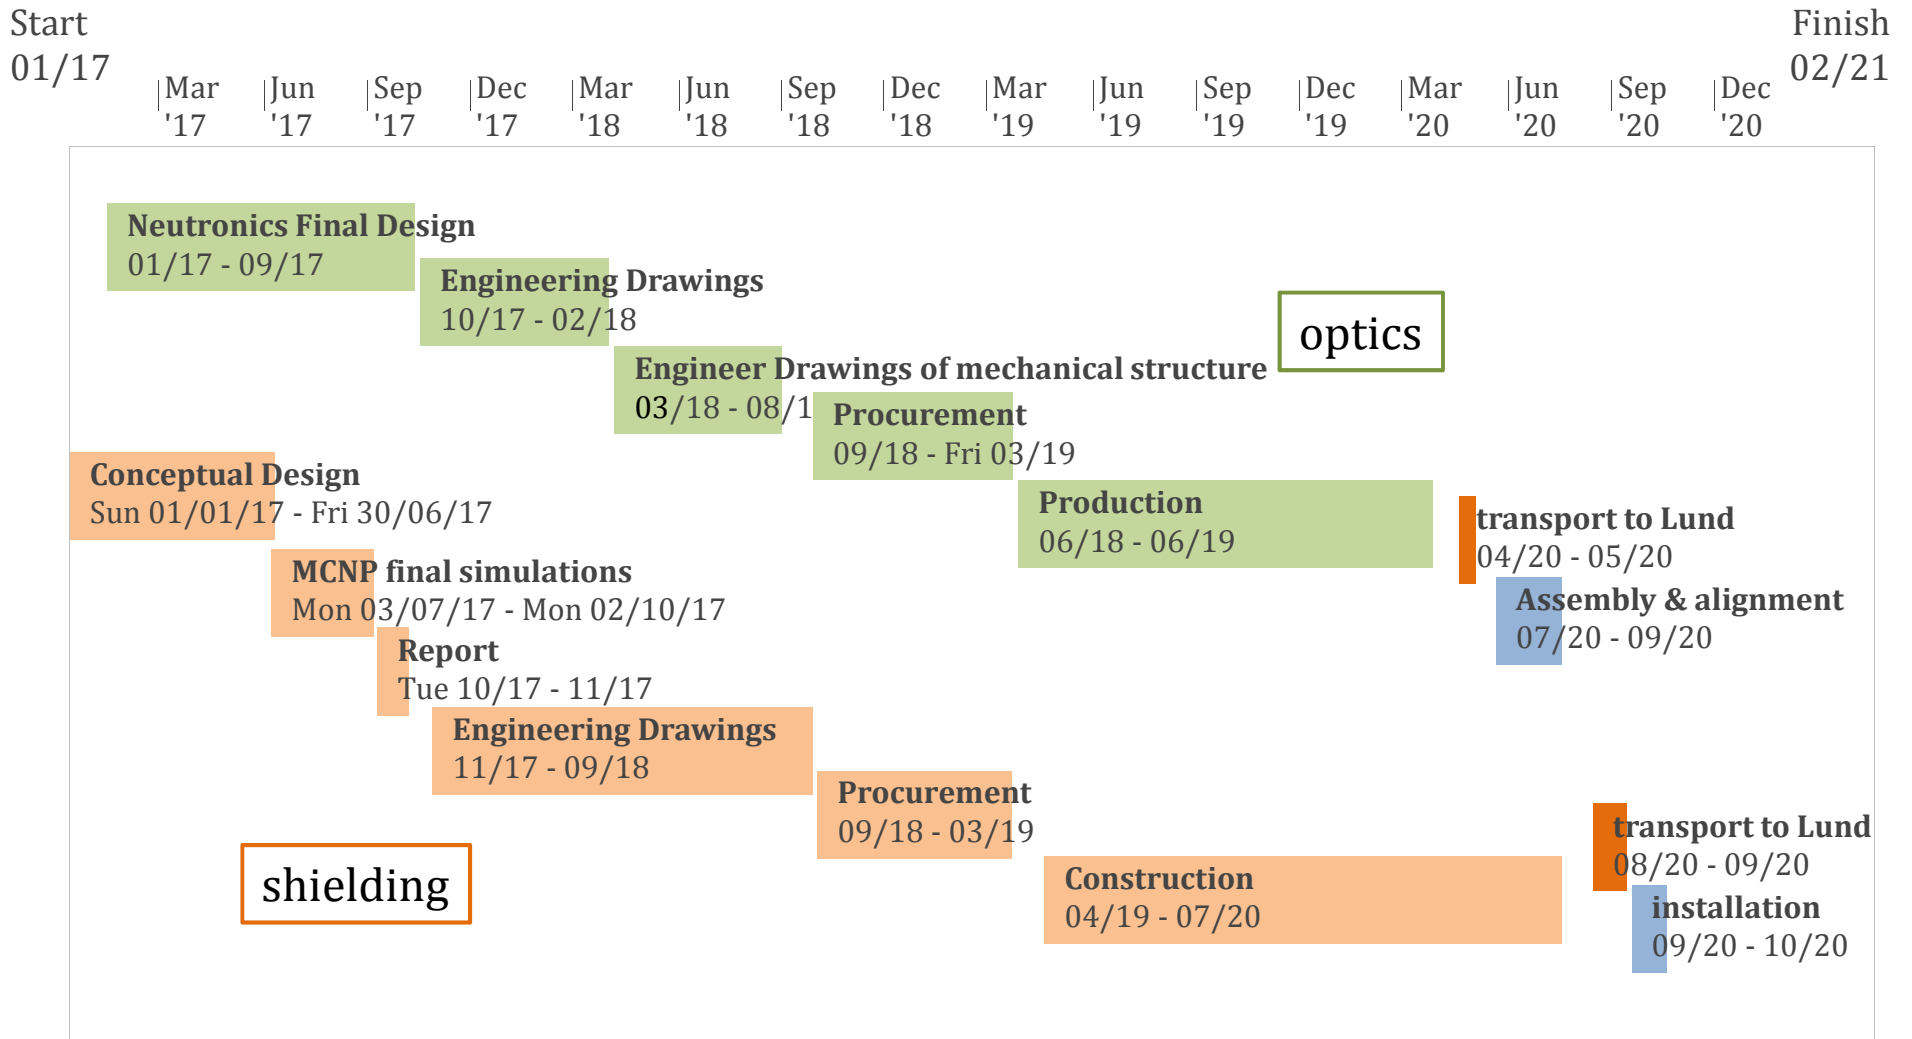 Start
01/17
Finish
02/21
Mar '17
Jun '17
Sep '17
Dec '17
Mar '18
Jun '18
Sep '18
Dec '18
Mar '19
Jun '19
Sep '19
Dec '19
Mar '20
Jun '20
Sep '20
Dec '20
Neutronics Final Design
01/17 - 09/17
Engineering Drawings
10/17 - 02/18
optics
Engineer Drawings of mechanical structure
03/18 - 08/1
Procurement
09/18 - Fri 03/19
Conceptual Design
Sun 01/01/17 - Fri 30/06/17
Production
06/18 - 06/19
transport to Lund
04/20 - 05/20
MCNP final simulations
Mon 03/07/17 - Mon 02/10/17
Assembly & alignment
07/20 - 09/20
Report
Tue 10/17 - 11/17
Engineering Drawings
11/17 - 09/18
Procurement
09/18 - 03/19
transport to Lund
08/20 - 09/20
shielding
Construction
04/19 - 07/20
installation
09/20 - 10/20